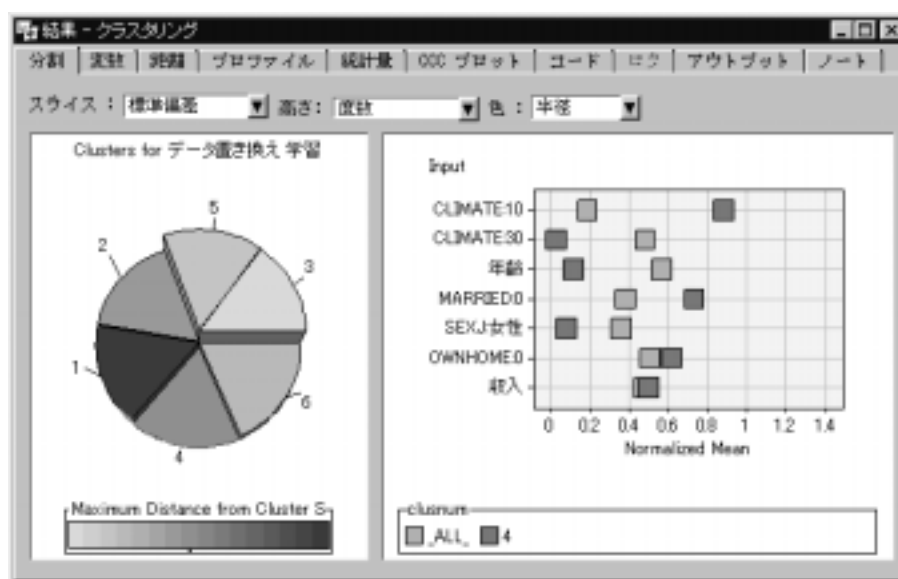 結果 - クラスタリング
分割 変数 距離 プロファイル 統計量 CCC プロット コード ログ アウトプット ノート
スライス： 標準偏差 高さ： 度数 色： 半径
Clusters for データ置き換え 学習
5
2
3
1
6
4
Maximum Distance from Cluster S
Input
CLIMATE:10
CLIMATE:30
年齢
MARRIED:0
SEXJ:女性
OWNHOME:0
収入
0 0.2 0.4 0.6 0.8 1 1.2 1.4
Normalized Mean
clusnum
_ALL_ 4